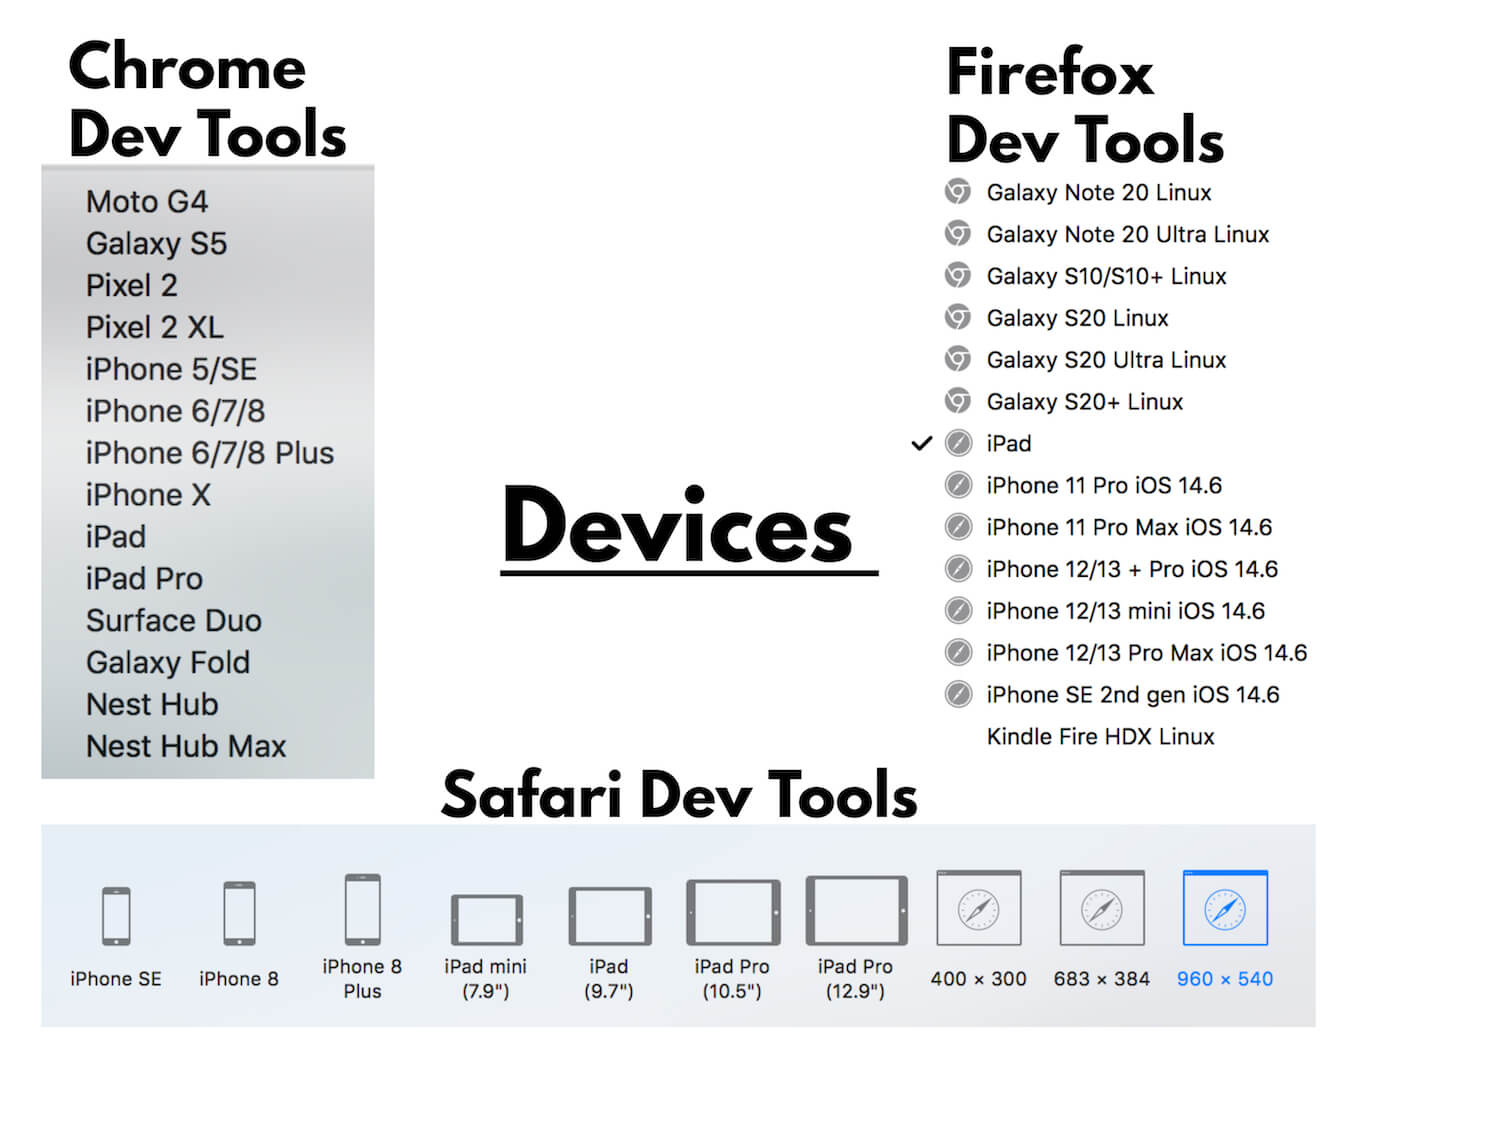 Chrome
Dev Tools
Moto G4
Galaxy S5
Pixel 2
Pixel 2 XL
iPhone 5/SE
iPhone 6/7/8
iPhone 6/7/8 Plus
iPhone X
iPad
iPad Pro
Surface Duo
Galaxy Fold
Nest Hub
Nest Hub Max
Devices
Firefox
Dev Tools
Galaxy Note 20 Linux
Galaxy Note 20 Ultra Linux
Galaxy S10/S10+ Linux
Galaxy S20 Linux
Galaxy S20 Ultra Linux
Galaxy S20+ Linux
iPad
iPhone 11 Pro iOS 14.6
iPhone 11 Pro Max iOS 14.6
iPhone 12/13 + Pro iOS 14.6
iPhone 12/13 mini iOS 14.6
iPhone 12/13 Pro Max iOS 14.6
iPhone SE 2nd gen iOS 14.6
Kindle Fire HDX Linux
Safari Dev Tools
iPhone SE
iPhone 8
iPhone 8
Plus
iPad mini
(7.9")
iPad
(9.7")
iPad Pro
(10.5")
iPad Pro
(12.9")
400 × 300
683 × 384
960 × 540